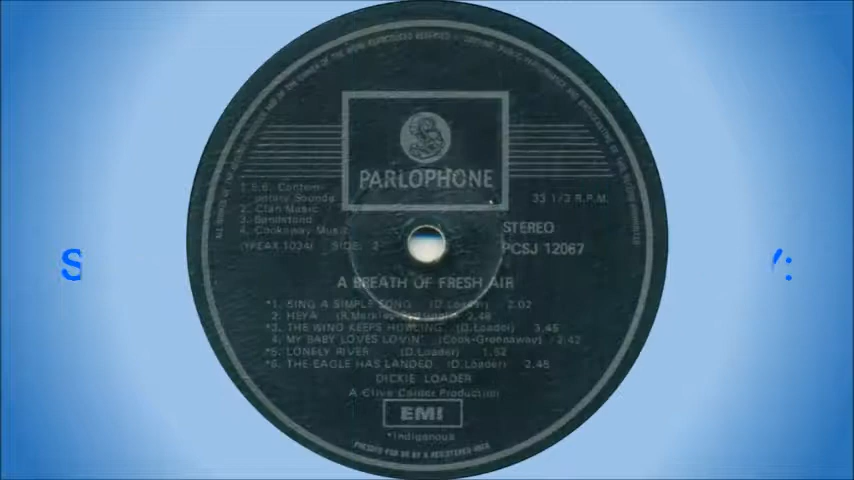 PARLOPHONE
33 1/3 R.P.M.
1.
Contem-
porary Sounds
2. Clan Music
3. Sandstand
4. Cookaway Music
(YPEAX 1034) SIDE: 2
STEREO
PCSJ 12067
A BREATH OF FRESH AIR
*1. SING A SIMPLE SONG (D.Loader) 2.02
2. HEYA 2.48
*3. THE WIND KEEPS HOWLING (D.Loader) 3.45
4. MY BABY LOVES LOVIN' (Cook-Greenaway) 2.42
*5. LONELY RIVER (D.Loader) 1.52
*6. THE EAGLE HAS LANDED (D.Loader) 2.45
DICKIE LOADER
A Clive Calder Production
EMI
*Indigenous
S
: